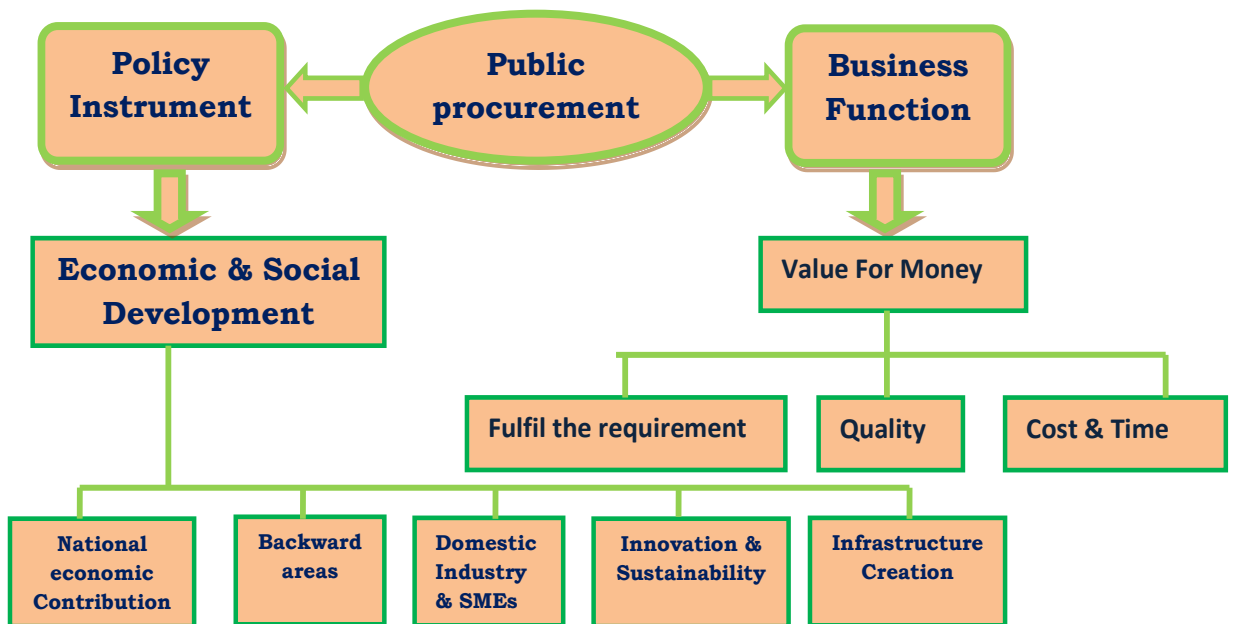 Policy
Instrument
Public
procurement
Business
Function
Economic & Social
Development
Value For Money
Fulfil the requirement
Quality
Cost & Time
National
economic
Contribution
Backward
areas
Domestic
Industry
& SMEs
Innovation &
Sustainability
Infrastructure
Creation